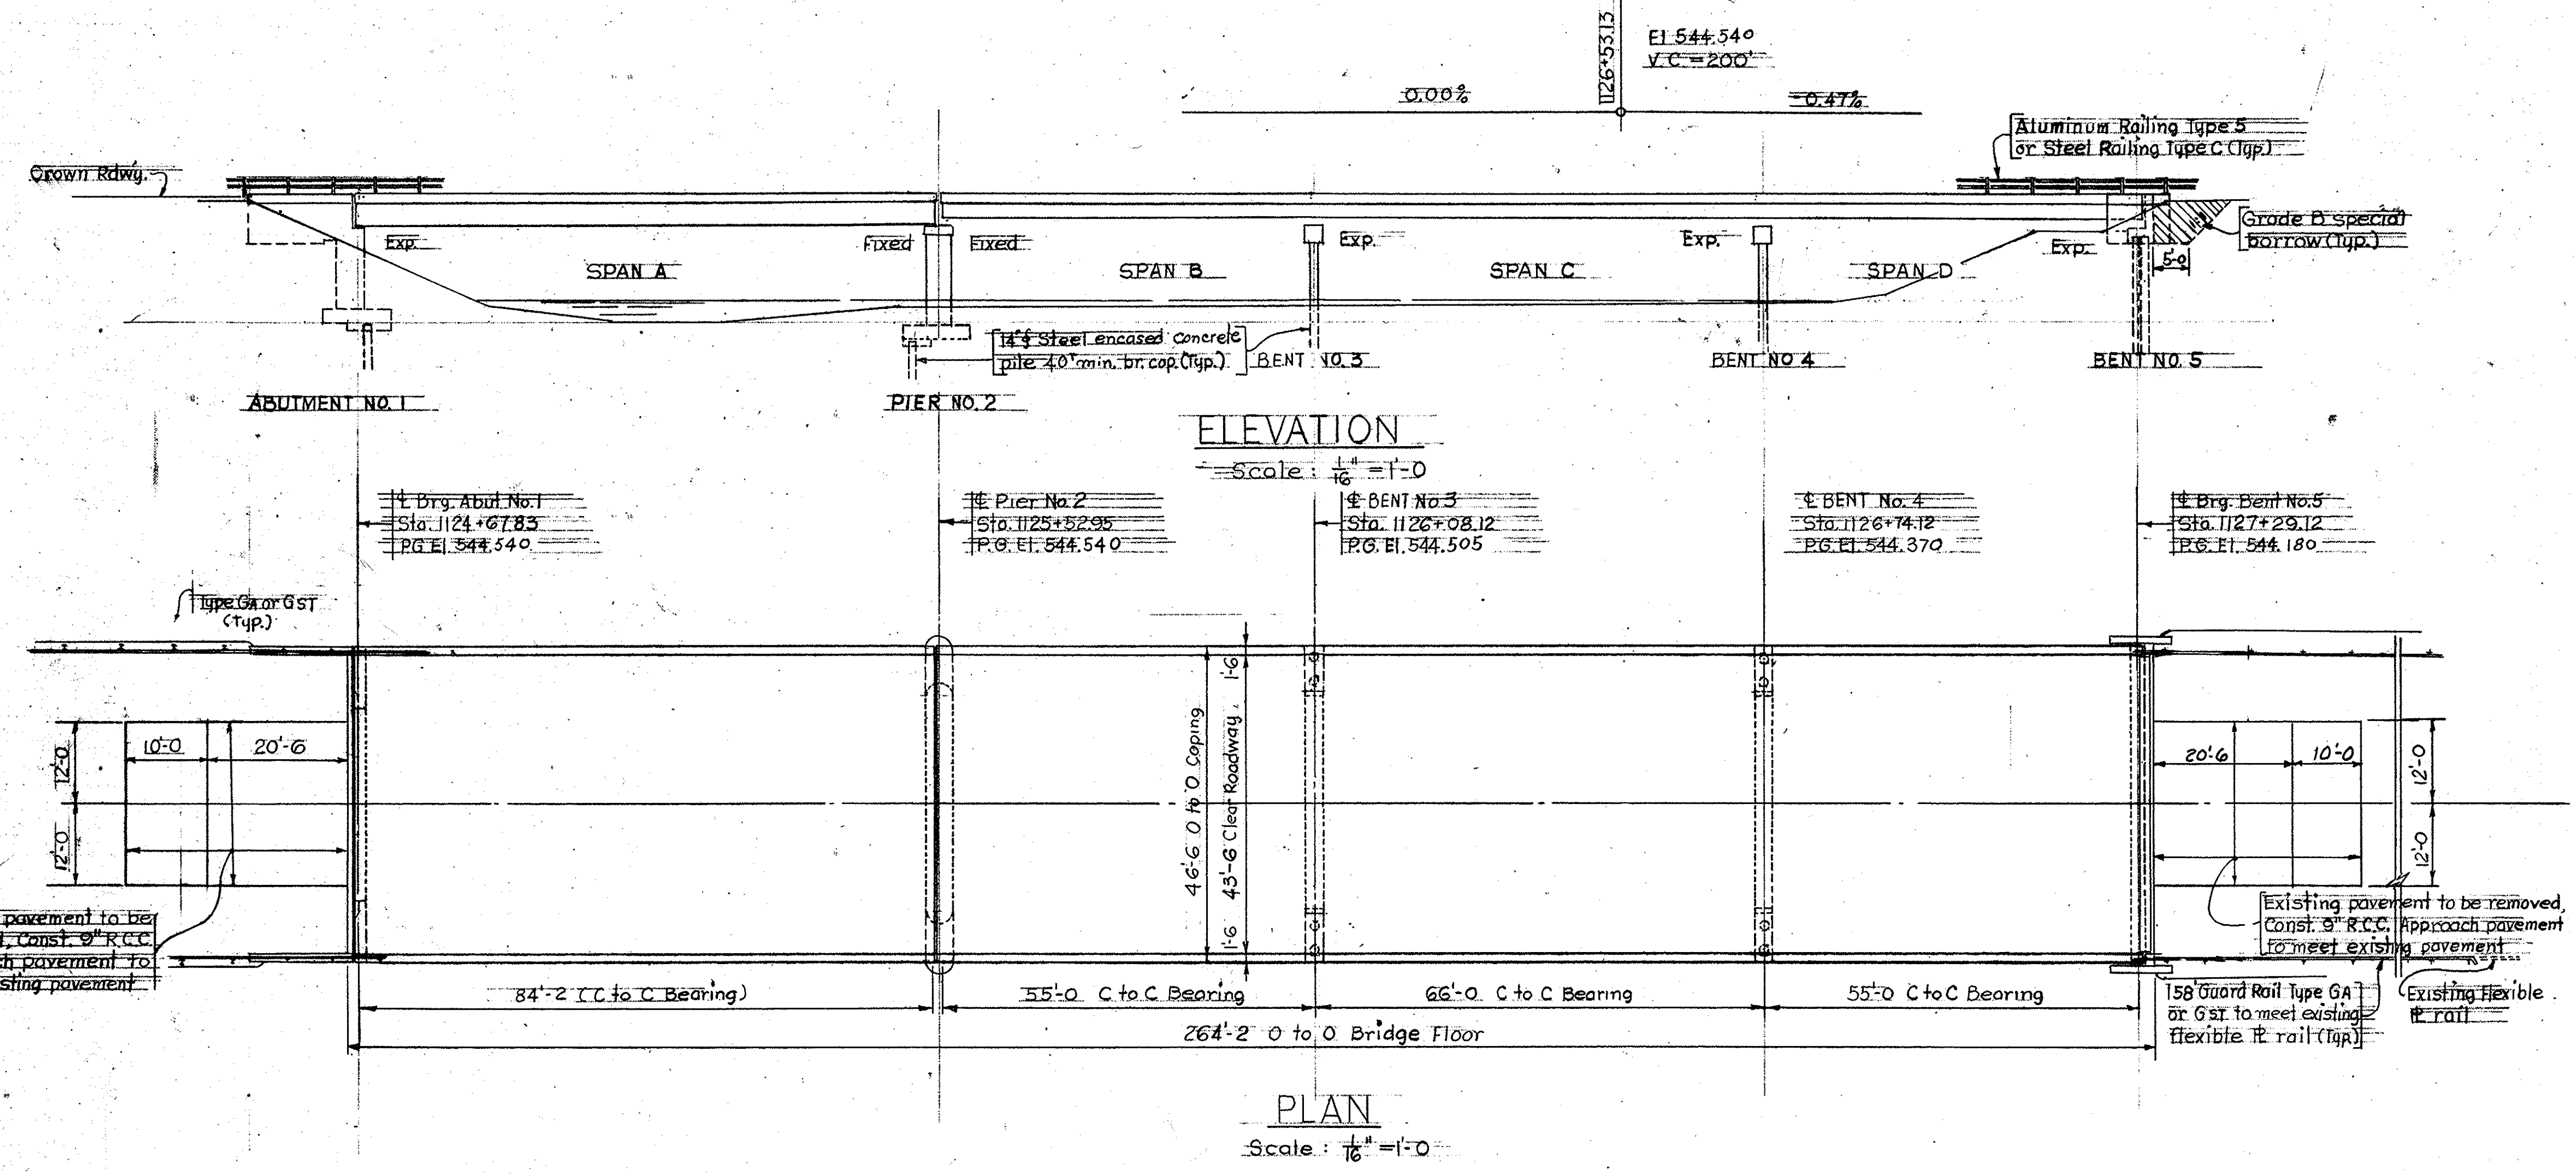 1126+53.13
El 544.540
V.C = 200'
0.00%
-0.47%
Crown Rdwy.
Aluminum Railing Type 5
or Steel Railing Type C (Typ.)
Grade B special
borrow (Typ.)
5'-0
Exp.
Fixed
Fixed
Exp.
Exp.
Exp.
SPAN A
SPAN B
SPAN C
SPAN D
14"φ Steel encased concrete
pile 40T min. br. cap. (Typ.)
ABUTMENT NO. 1
PIER NO. 2
BENT NO. 3
BENT NO 4
BENT NO. 5
ELEVATION
Scale : 1/16" = 1'-0
℄ Brg. Abut No. 1
Sta. 1124+67.83
P.G El. 544.540
℄ Pier No. 2
Sta. 1125+52.95
P.G. El. 544.540
℄ BENT No 3
Sta. 1126+08.12
P.G. El. 544.505
℄ BENT No. 4
Sta. 1126+74.12
P.G. El. 544.370
℄ Brg. Bent No. 5
Sta. 1127+29.12
P.G. El. 544.180
Type GA or GST
(Typ.)
12'-0
12'-0
10'-0
20'-6
46'-6 O to O Coping
1'-6
43'-6 Clear Roadway
1'-6
20'-6
10'-0
12'-0
12'-0
pavement to be
Const. 9" R.C.C
pavement to
pavement
Existing pavement to be removed,
Const. 9" R.C.C. Approach pavement
to meet existing pavement
84'-2 (C to C Bearing)
55'-0 C to C Bearing
66'-0 C to C Bearing
55'-0 C to C Bearing
264'-2 O to O Bridge Floor
158' Guard Rail Type GA
or GST to meet existing
flexible ℄ rail (Typ)
Existing flexible
rail
PLAN
Scale : 1/16" = 1'-0